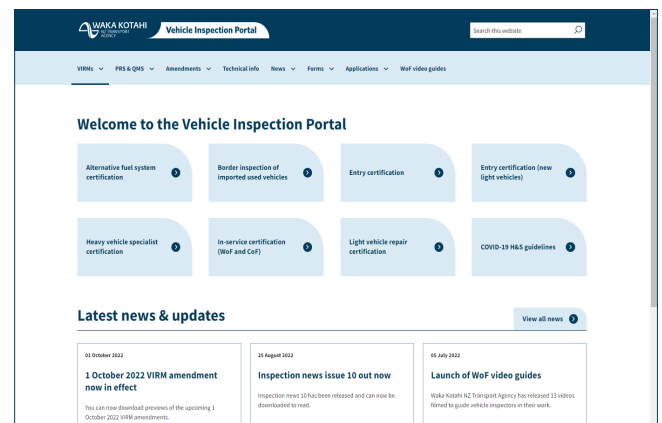 WAKA KOTAHI
NZ TRANSPORT
AGENCY
Vehicle Inspection Portal
Search this website
VIRMs PRS & QMS Amendments Technical info News Forms Applications WoF video guides
Welcome to the Vehicle Inspection Portal
Alternative fuel system
certification
Border inspection of
imported used vehicles
Entry certification
Entry certification (new
light vehicles)
Heavy vehicle specialist
certification
In-service certification
(WoF and CoF)
Light vehicle repair
certification
COVID-19 H&S guidelines
Latest news & updates
View all news
01 October 2022
1 October 2022 VIRM amendment
now in effect
You can now download previews of the upcoming 1
October 2022 VIRM amendments.
25 August 2022
Inspection news issue 10 out now
Inspection news 10 has been released and can now be
downloaded to read.
05 July 2022
Launch of WoF video guides
Waka Kotahi NZ Transport Agency has released 13 videos
filmed to guide vehicle inspectors in their work.